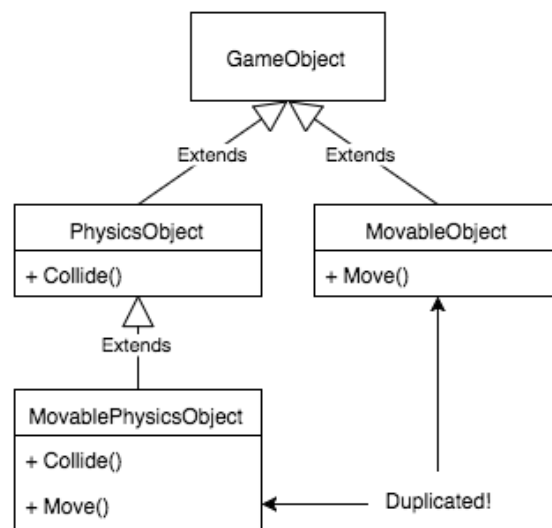 GameObject
Extends
Extends
PhysicsObject
+ Collide()
MovableObject
+ Move()
Extends
MovablePhysicsObject
+ Collide()
+ Move()
Duplicated!